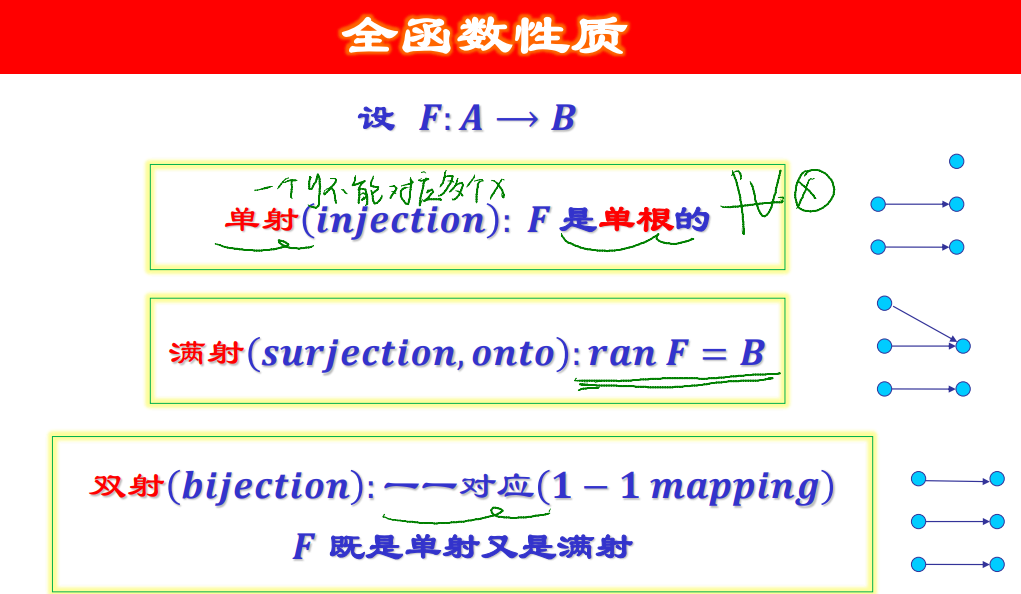 全函数性质
设 F: A ⟶ B
一个y不能对应多个x
单射(injection): F 是单根的
x
满射(surjection, onto): ran F = B
双射(bijection): 一一对应(1 − 1 mapping)
F 既是单射又是满射